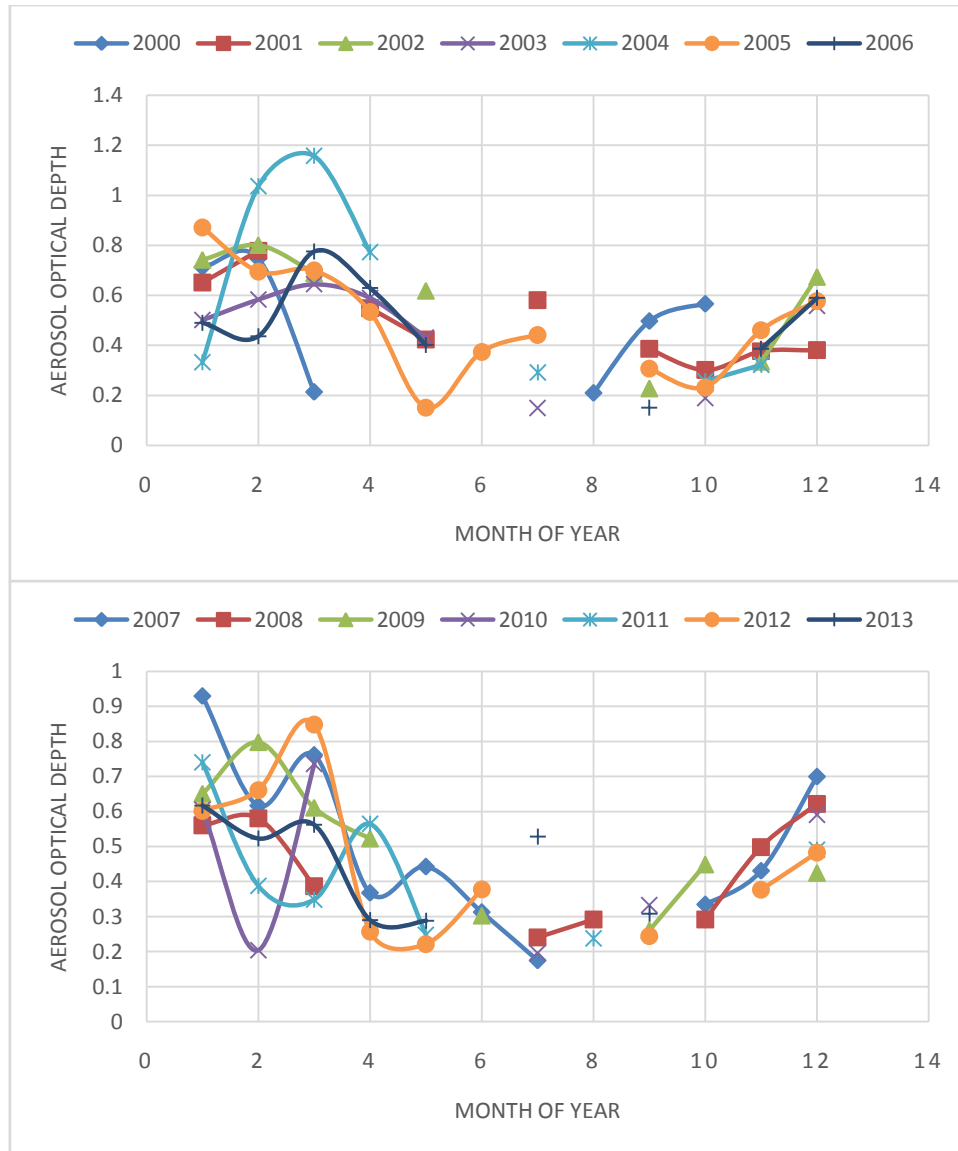 2000 2001 2002 2003 2004 2005 2006
1.4
1.2
1
0.8
0.6
0.4
0.2
0
AEROSOL OPTICAL DEPTH
0 2 4 6 8 10 12 14
MONTH OF YEAR
2007 2008 2009 2010 2011 2012 2013
1
0.9
0.8
0.7
0.6
0.5
0.4
0.3
0.2
0.1
0
AEROSOL OPTICAL DEPTH
0 2 4 6 8 10 12 14
MONTH OF YEAR